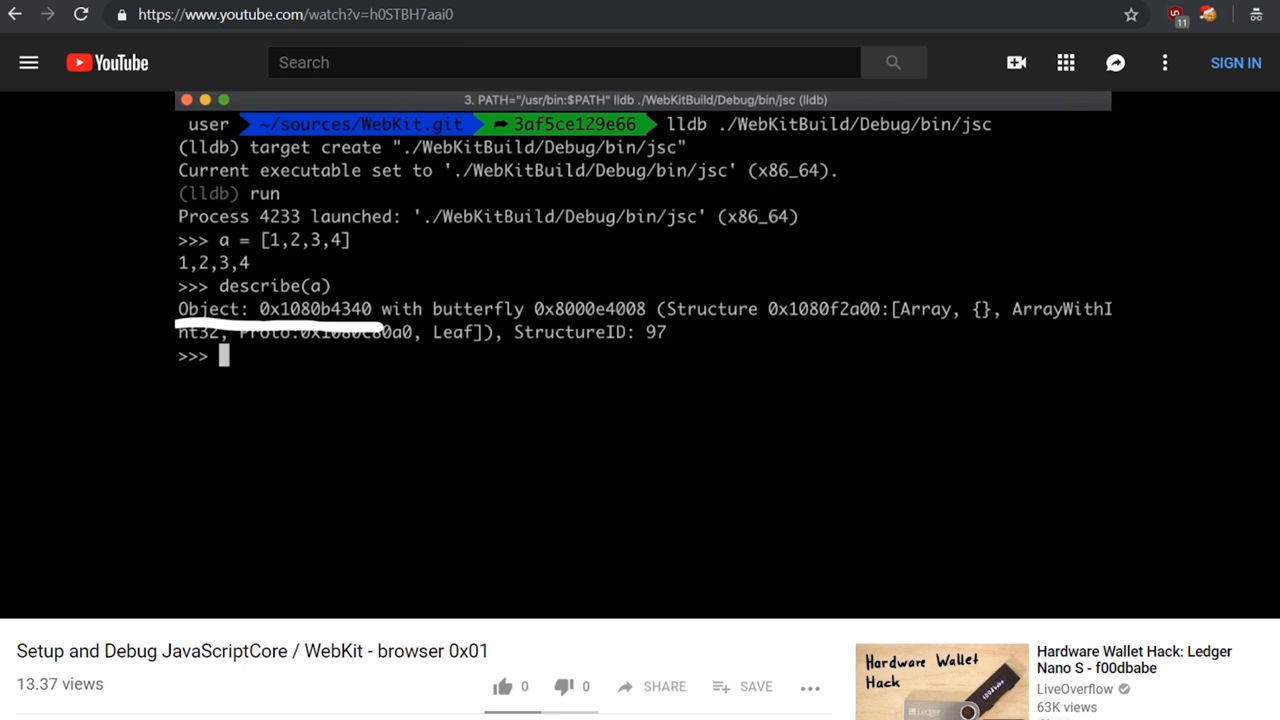 https://www.youtube.com/watch?v=h0STBH7aai0
11
YouTube
Search
SIGN IN
3. PATH="/usr/bin:$PATH" lldb ./WebKitBuild/Debug/bin/jsc (lldb)
user ~/sources/WebKit.git 3af5ce129e66 lldb ./WebKitBuild/Debug/bin/jsc
(lldb) target create "./WebKitBuild/Debug/bin/jsc"
Current executable set to './WebKitBuild/Debug/bin/jsc' (x86_64).
(lldb) run
Process 4233 launched: './WebKitBuild/Debug/bin/jsc' (x86_64)
>>> a = [1,2,3,4]
1,2,3,4
>>> describe(a)
Object: 0x1080b4340 with butterfly 0x8000e4008 (Structure 0x1080f2a00:[Array, {}, ArrayWithI
nt32, Proto:0x1080c80a0, Leaf]), StructureID: 97
>>>
Setup and Debug JavaScriptCore / WebKit - browser 0x01
13.37 views
0
0
SHARE
SAVE
Hardware Wallet
Hack
Ledger
f00dbabe
Hardware Wallet Hack: Ledger
Nano S - f00dbabe
LiveOverflow
63K views